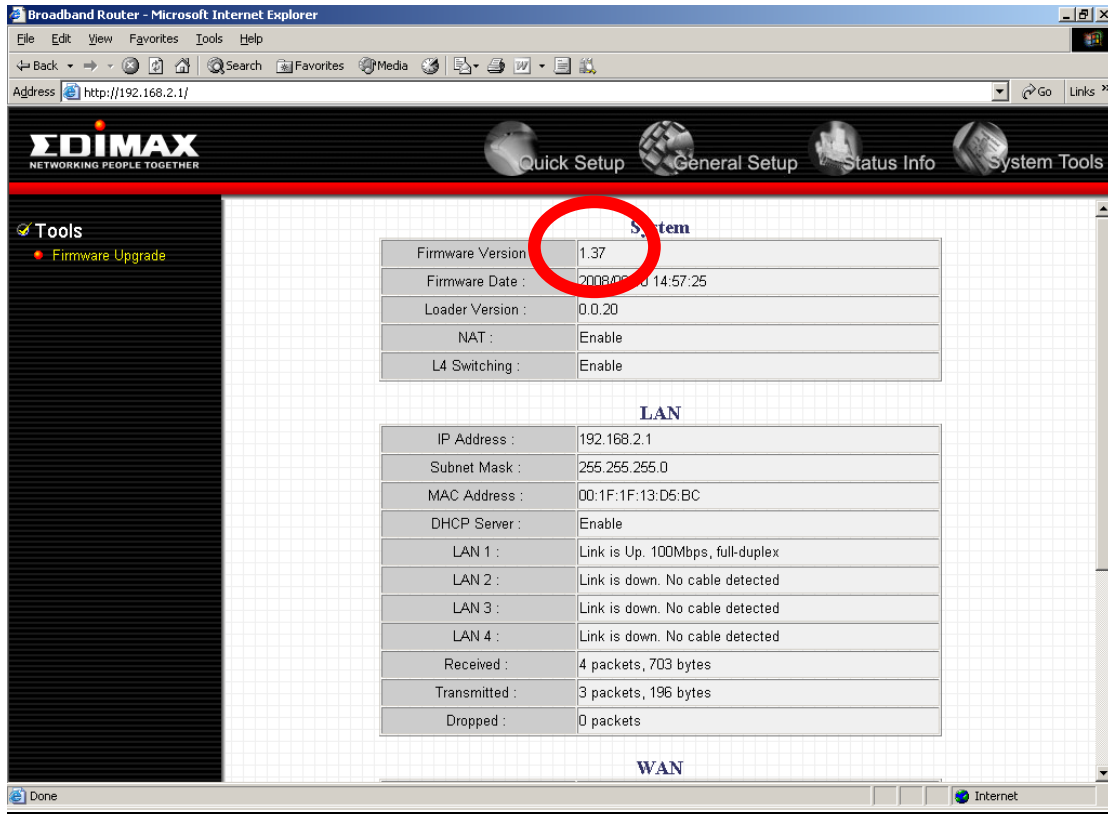 Broadband Router - Microsoft Internet Explorer
File Edit View Favorites Tools Help
Back Search Favorites Media
Address http://192.168.2.1/ Go Links »
EDIMAX
NETWORKING PEOPLE TOGETHER
Quick Setup General Setup Status Info System Tools
Tools
Firmware Upgrade
System
Firmware Version 1.37
Firmware Date : 14:57:25
Loader Version : 0.0.20
NAT : Enable
L4 Switching : Enable
LAN
IP Address : 192.168.2.1
Subnet Mask : 255.255.255.0
MAC Address : 00:1F:1F:13:D5:BC
DHCP Server : Enable
LAN 1 : Link is Up. 100Mbps, full-duplex
LAN 2 : Link is down. No cable detected
LAN 3 : Link is down. No cable detected
LAN 4 : Link is down. No cable detected
Received : 4 packets, 703 bytes
Transmitted : 3 packets, 196 bytes
Dropped : 0 packets
WAN
Done Internet